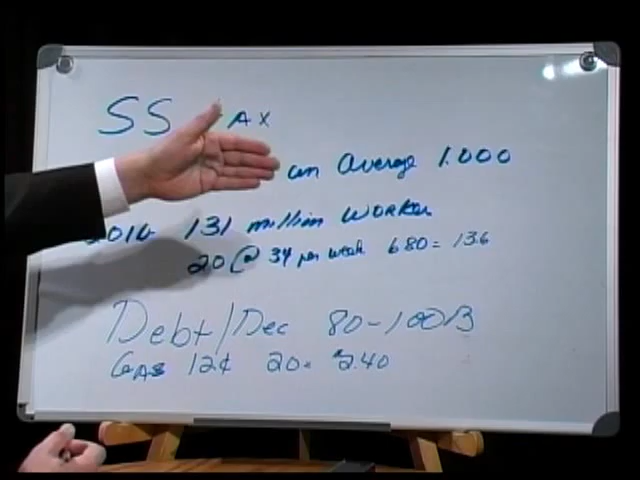 SS AX
an average 1.000
2016 131 million worker
20 @ 34 per week 680 = 13.6
Debt/Dec 80-100B
Gas 12¢ 20= 2.40